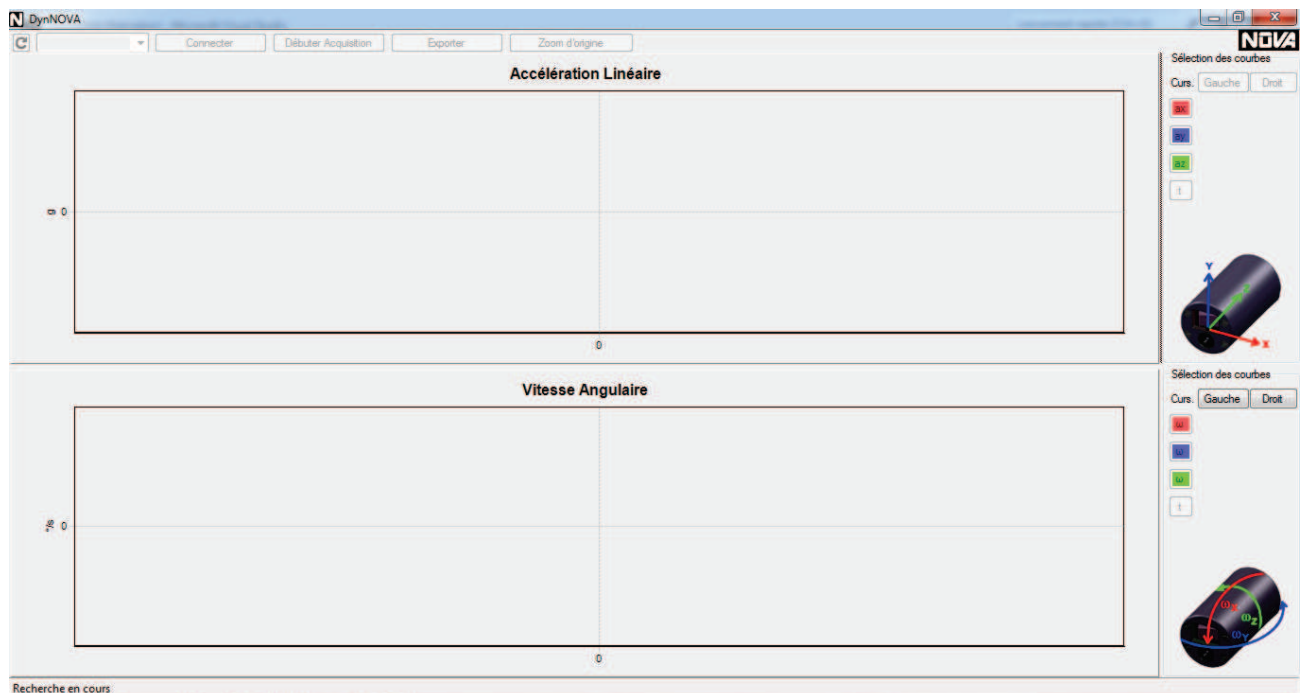 DynNOVA
Connecter Débuter Acquisition Exporter Zoom d'origine
NOVA
Accélération Linéaire
Sélection des courbes
Curs. Gauche Droit
ax
ay
az
t
g 0
0
Y
Z
X
Vitesse Angulaire
Sélection des courbes
Curs. Gauche Droit
ω
ω
ω
t
°/s 0
0
ωX
ωZ
ωY
Recherche en cours